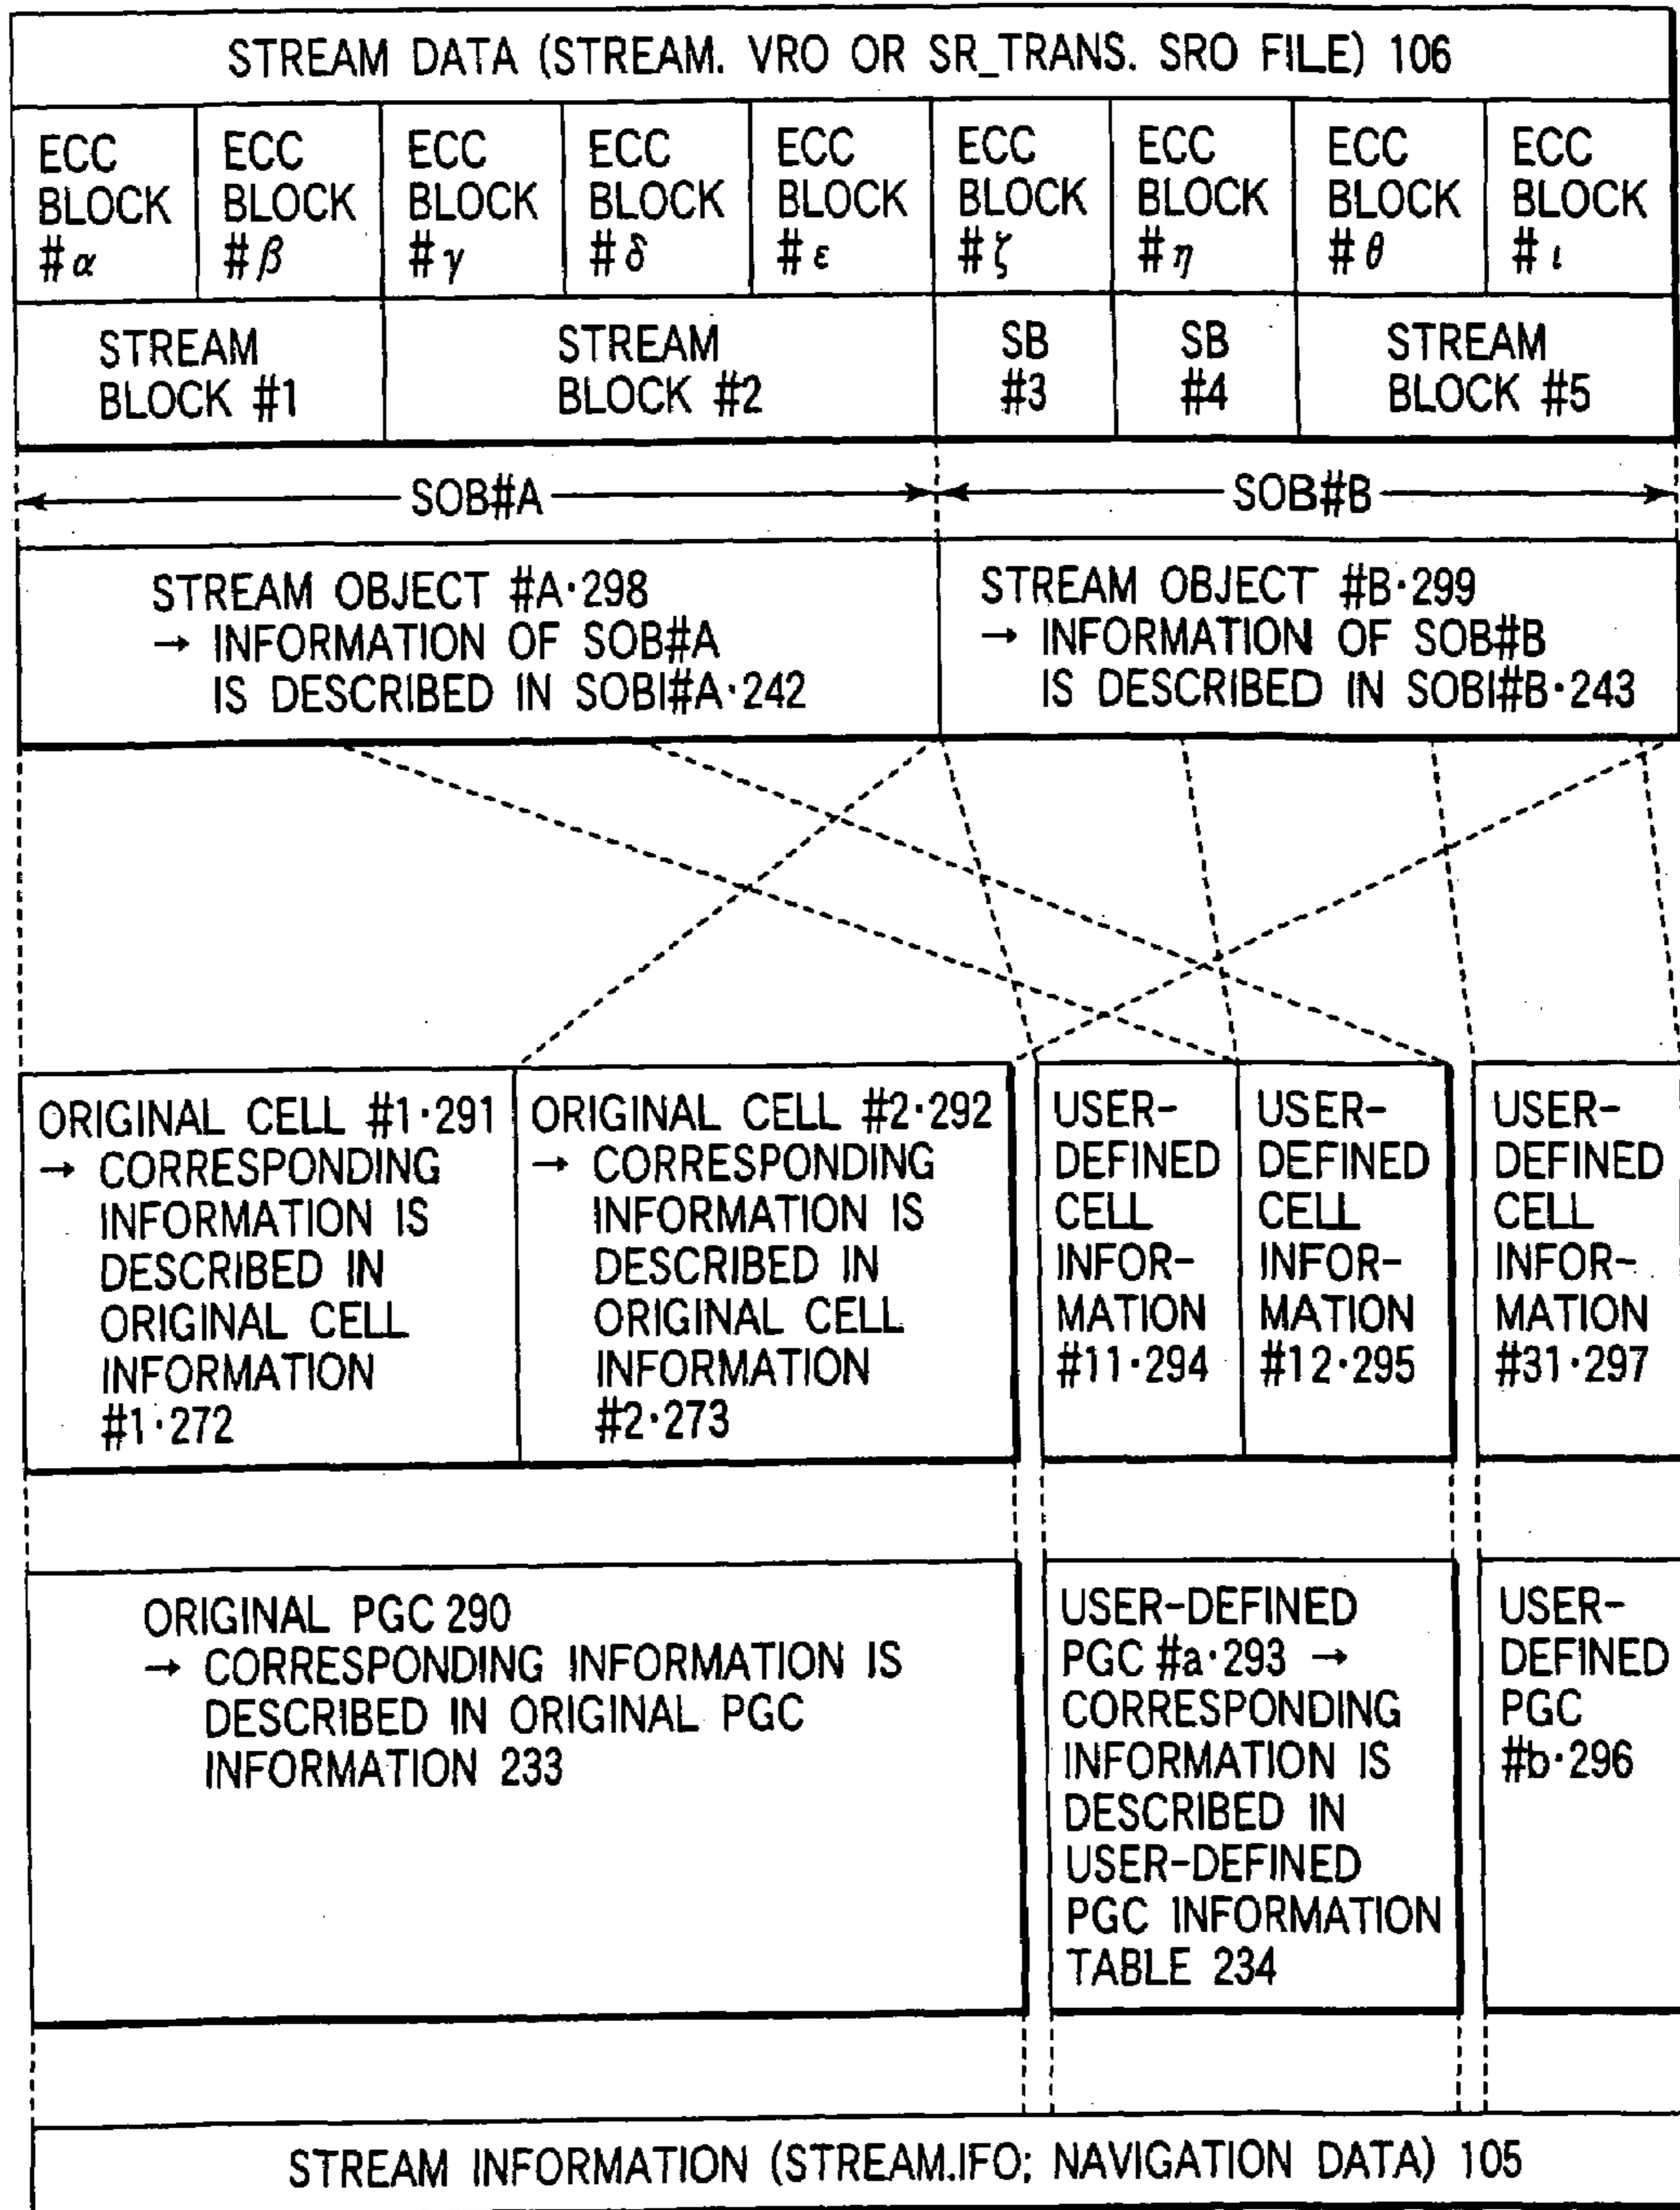 STREAM DATA (STREAM. VRO OR SR_TRANS. SRO FILE) 106
ECC
BLOCK
#α
ECC
BLOCK
#β
ECC
BLOCK
#γ
ECC
BLOCK
#δ
ECC
BLOCK
#ε
ECC
BLOCK
#ζ
ECC
BLOCK
#η
ECC
BLOCK
#θ
ECC
BLOCK
#ι
STREAM
BLOCK #1
STREAM
BLOCK #2
SB
#3
SB
#4
STREAM
BLOCK #5
SOB#A
SOB#B
STREAM OBJECT #A·298
→ INFORMATION OF SOB#A
IS DESCRIBED IN SOBI#A·242
STREAM OBJECT #B·299
→ INFORMATION OF SOB#B
IS DESCRIBED IN SOBI#B·243
ORIGINAL CELL #1·291
→ CORRESPONDING
INFORMATION IS
DESCRIBED IN
ORIGINAL CELL
INFORMATION
#1·272
ORIGINAL CELL #2·292
→ CORRESPONDING
INFORMATION IS
DESCRIBED IN
ORIGINAL CELL
INFORMATION
#2·273
USER-
DEFINED
CELL
INFOR-
MATION
#11·294
USER-
DEFINED
CELL
INFOR-
MATION
#12·295
USER-
DEFINED
CELL
INFOR-
MATION
#31·297
ORIGINAL PGC 290
→ CORRESPONDING INFORMATION IS
DESCRIBED IN ORIGINAL PGC
INFORMATION 233
USER-DEFINED
PGC #a·293 →
CORRESPONDING
INFORMATION IS
DESCRIBED IN
USER-DEFINED
PGC INFORMATION
TABLE 234
USER-
DEFINED
PGC
#b·296
STREAM INFORMATION (STREAM.IFO; NAVIGATION DATA) 105